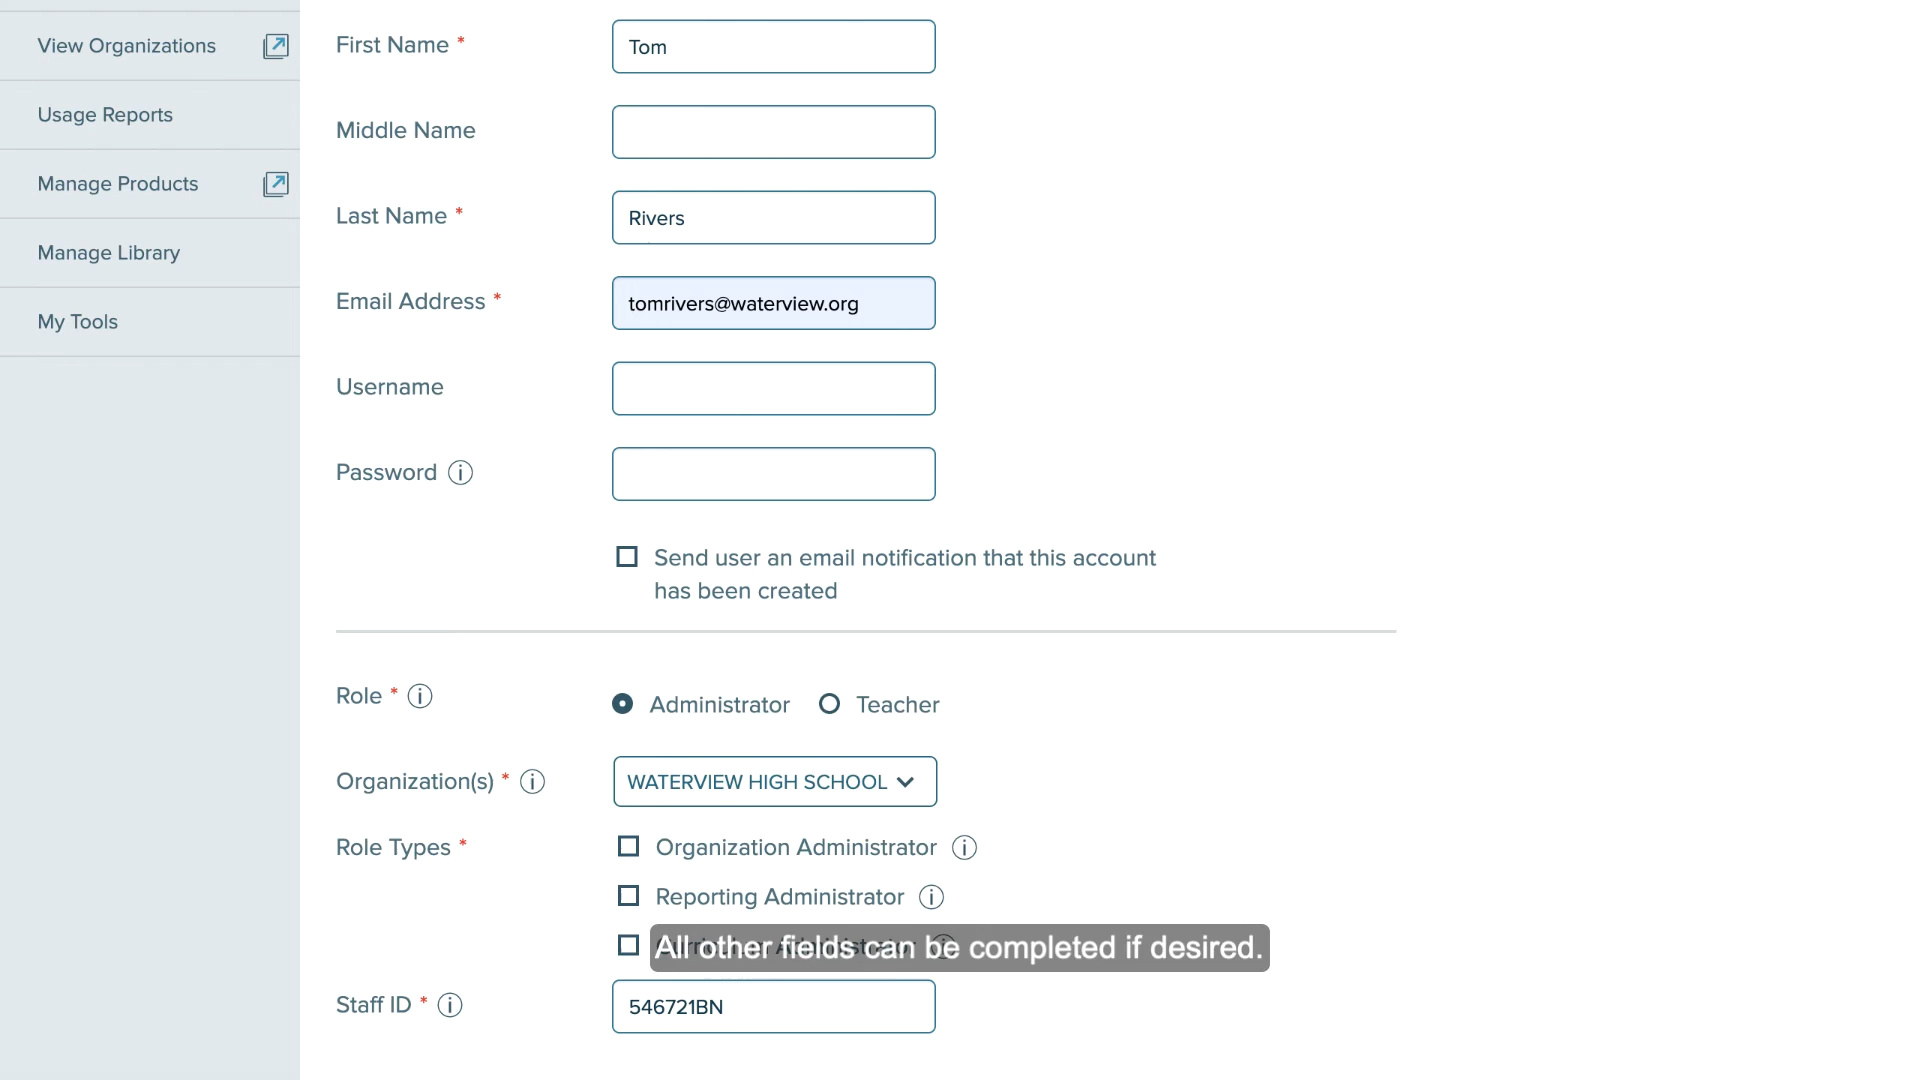 View Organizations
Usage Reports
Manage Products
Manage Library
My Tools
First Name *
Tom
Middle Name
Last Name *
Rivers
Email Address *
tomrivers@waterview.org
Username
Password
Send user an email notification that this account
has been created
Role *
Administrator
Teacher
Organization(s) *
WATERVIEW HIGH SCHOOL
Role Types *
Organization Administrator
Reporting Administrator
All other fields can be completed if desired.
Staff ID *
546721BN